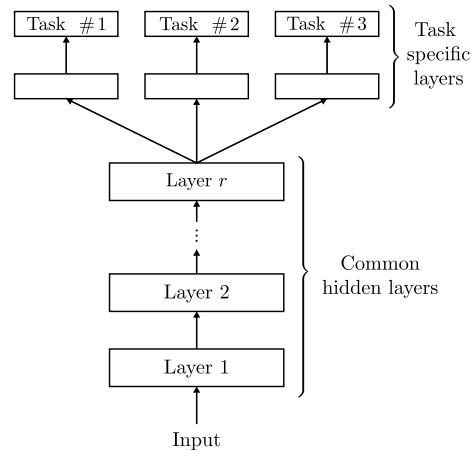 Task #1
Task #2
Task #3
Task
specific
layers
Layer r
⋮
Layer 2
Common
hidden layers
Layer 1
Input